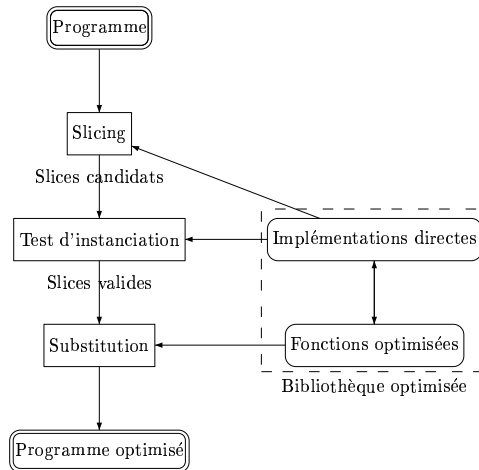 Programme
Slicing
Slices candidats
Test d'instanciation
Implémentations directes
Slices valides
Substitution
Fonctions optimisées
Bibliothèque optimisée
Programme optimisé